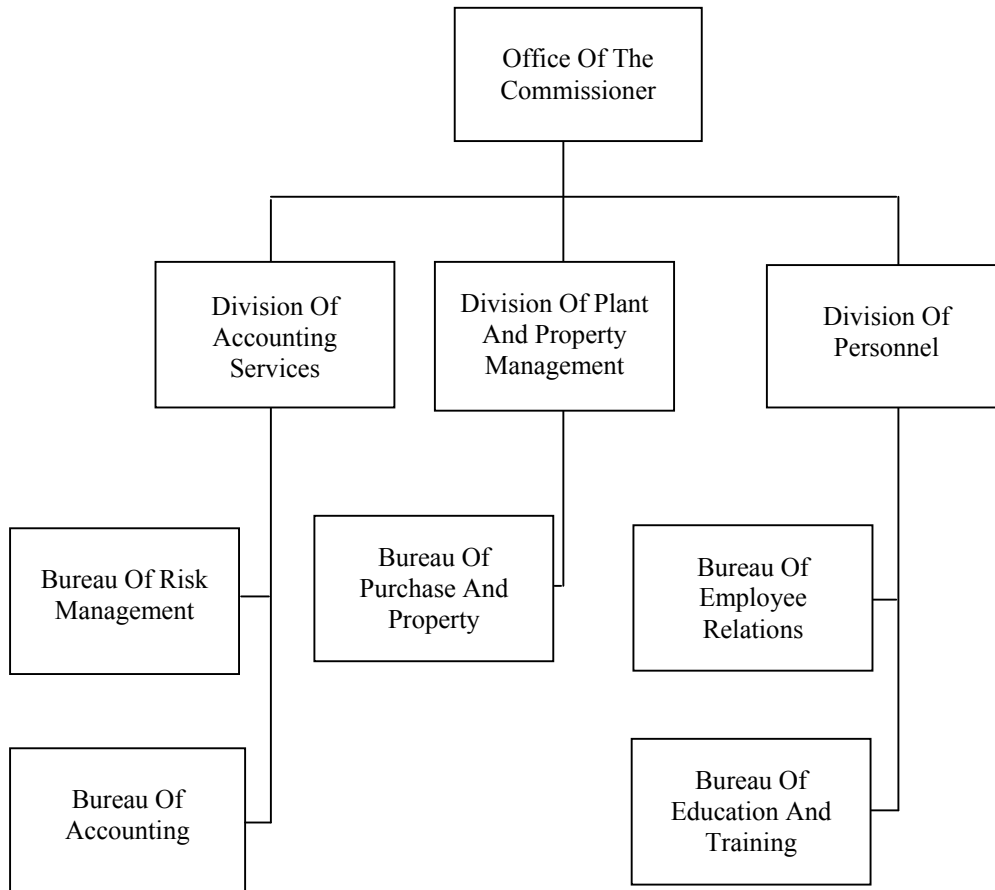 Office Of The
Commissioner
Division Of
Accounting
Services
Division Of Plant
And Property
Management
Division Of
Personnel
Bureau Of Risk
Management
Bureau Of
Purchase And
Property
Bureau Of
Employee
Relations
Bureau Of
Accounting
Bureau Of
Education And
Training